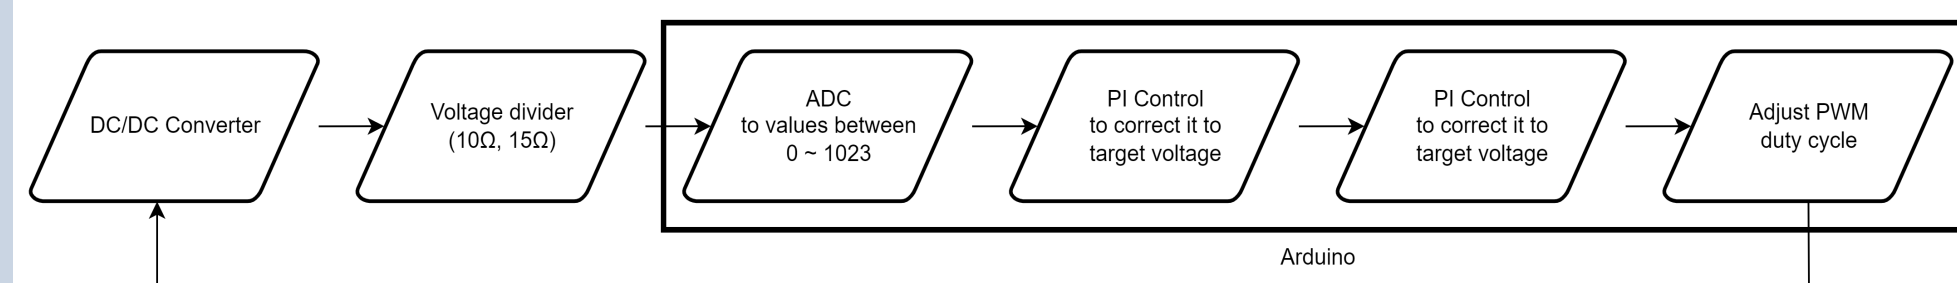 DC/DC Converter
Voltage divider
(10Ω, 15Ω)
ADC
to values between
0 ~ 1023
PI Control
to correct it to
target voltage
PI Control
to correct it to
target voltage
Adjust PWM
duty cycle
Arduino